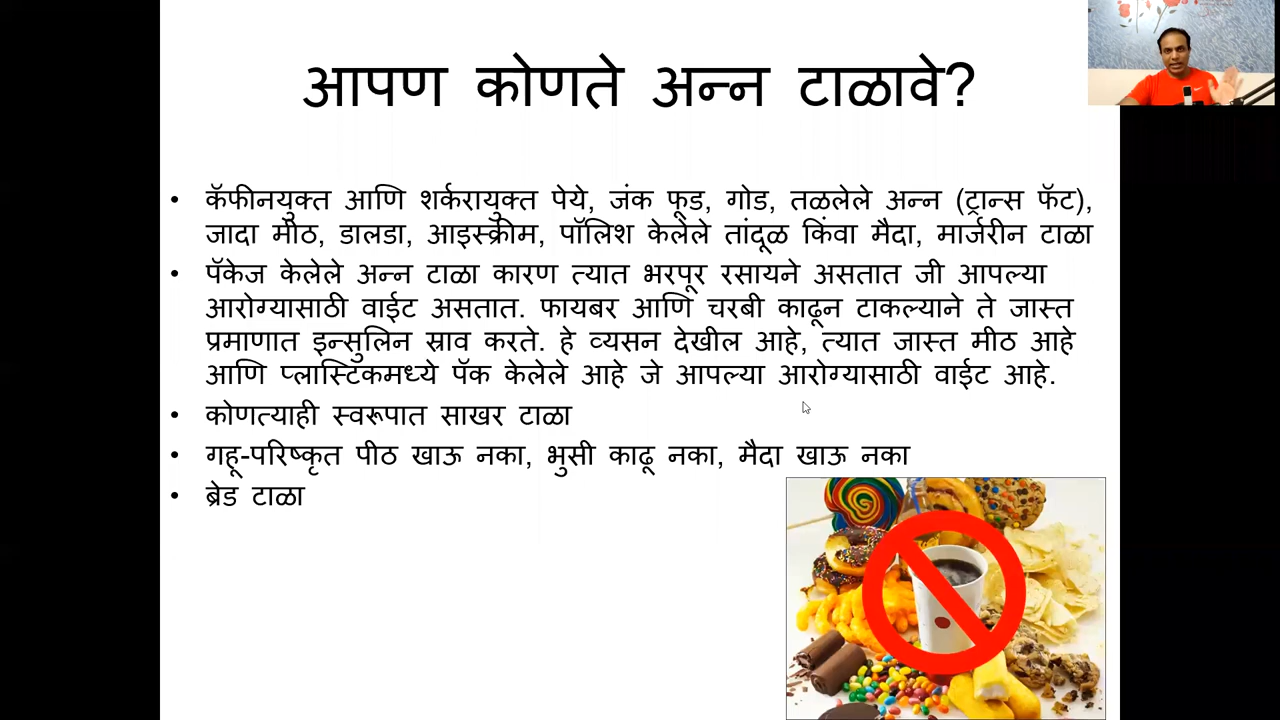 आपण कोणते अन्न टाळावे?
• कॅफीनयुक्त आणि शर्करायुक्त पेये, जंक फूड, गोड, तळलेले अन्न (ट्रान्स फॅट),
जादा मीठ, डालडा, आइस्क्रीम, पॉलिश केलेले तांदूळ किंवा मैदा, मार्जरीन टाळा
• पॅकेज केलेले अन्न टाळा कारण त्यात भरपूर रसायने असतात जी आपल्या
आरोग्यासाठी वाईट असतात. फायबर आणि चरबी काढून टाकल्याने ते जास्त
प्रमाणात इन्सुलिन स्राव करते. हे व्यसन देखील आहे, त्यात जास्त मीठ आहे
आणि प्लास्टिकमध्ये पॅक केलेले आहे जे आपल्या आरोग्यासाठी वाईट आहे.
• कोणत्याही स्वरूपात साखर टाळा
• गहू-परिष्कृत पीठ खाऊ नका, भुसी काढू नका, मैदा खाऊ नका
• ब्रेड टाळा